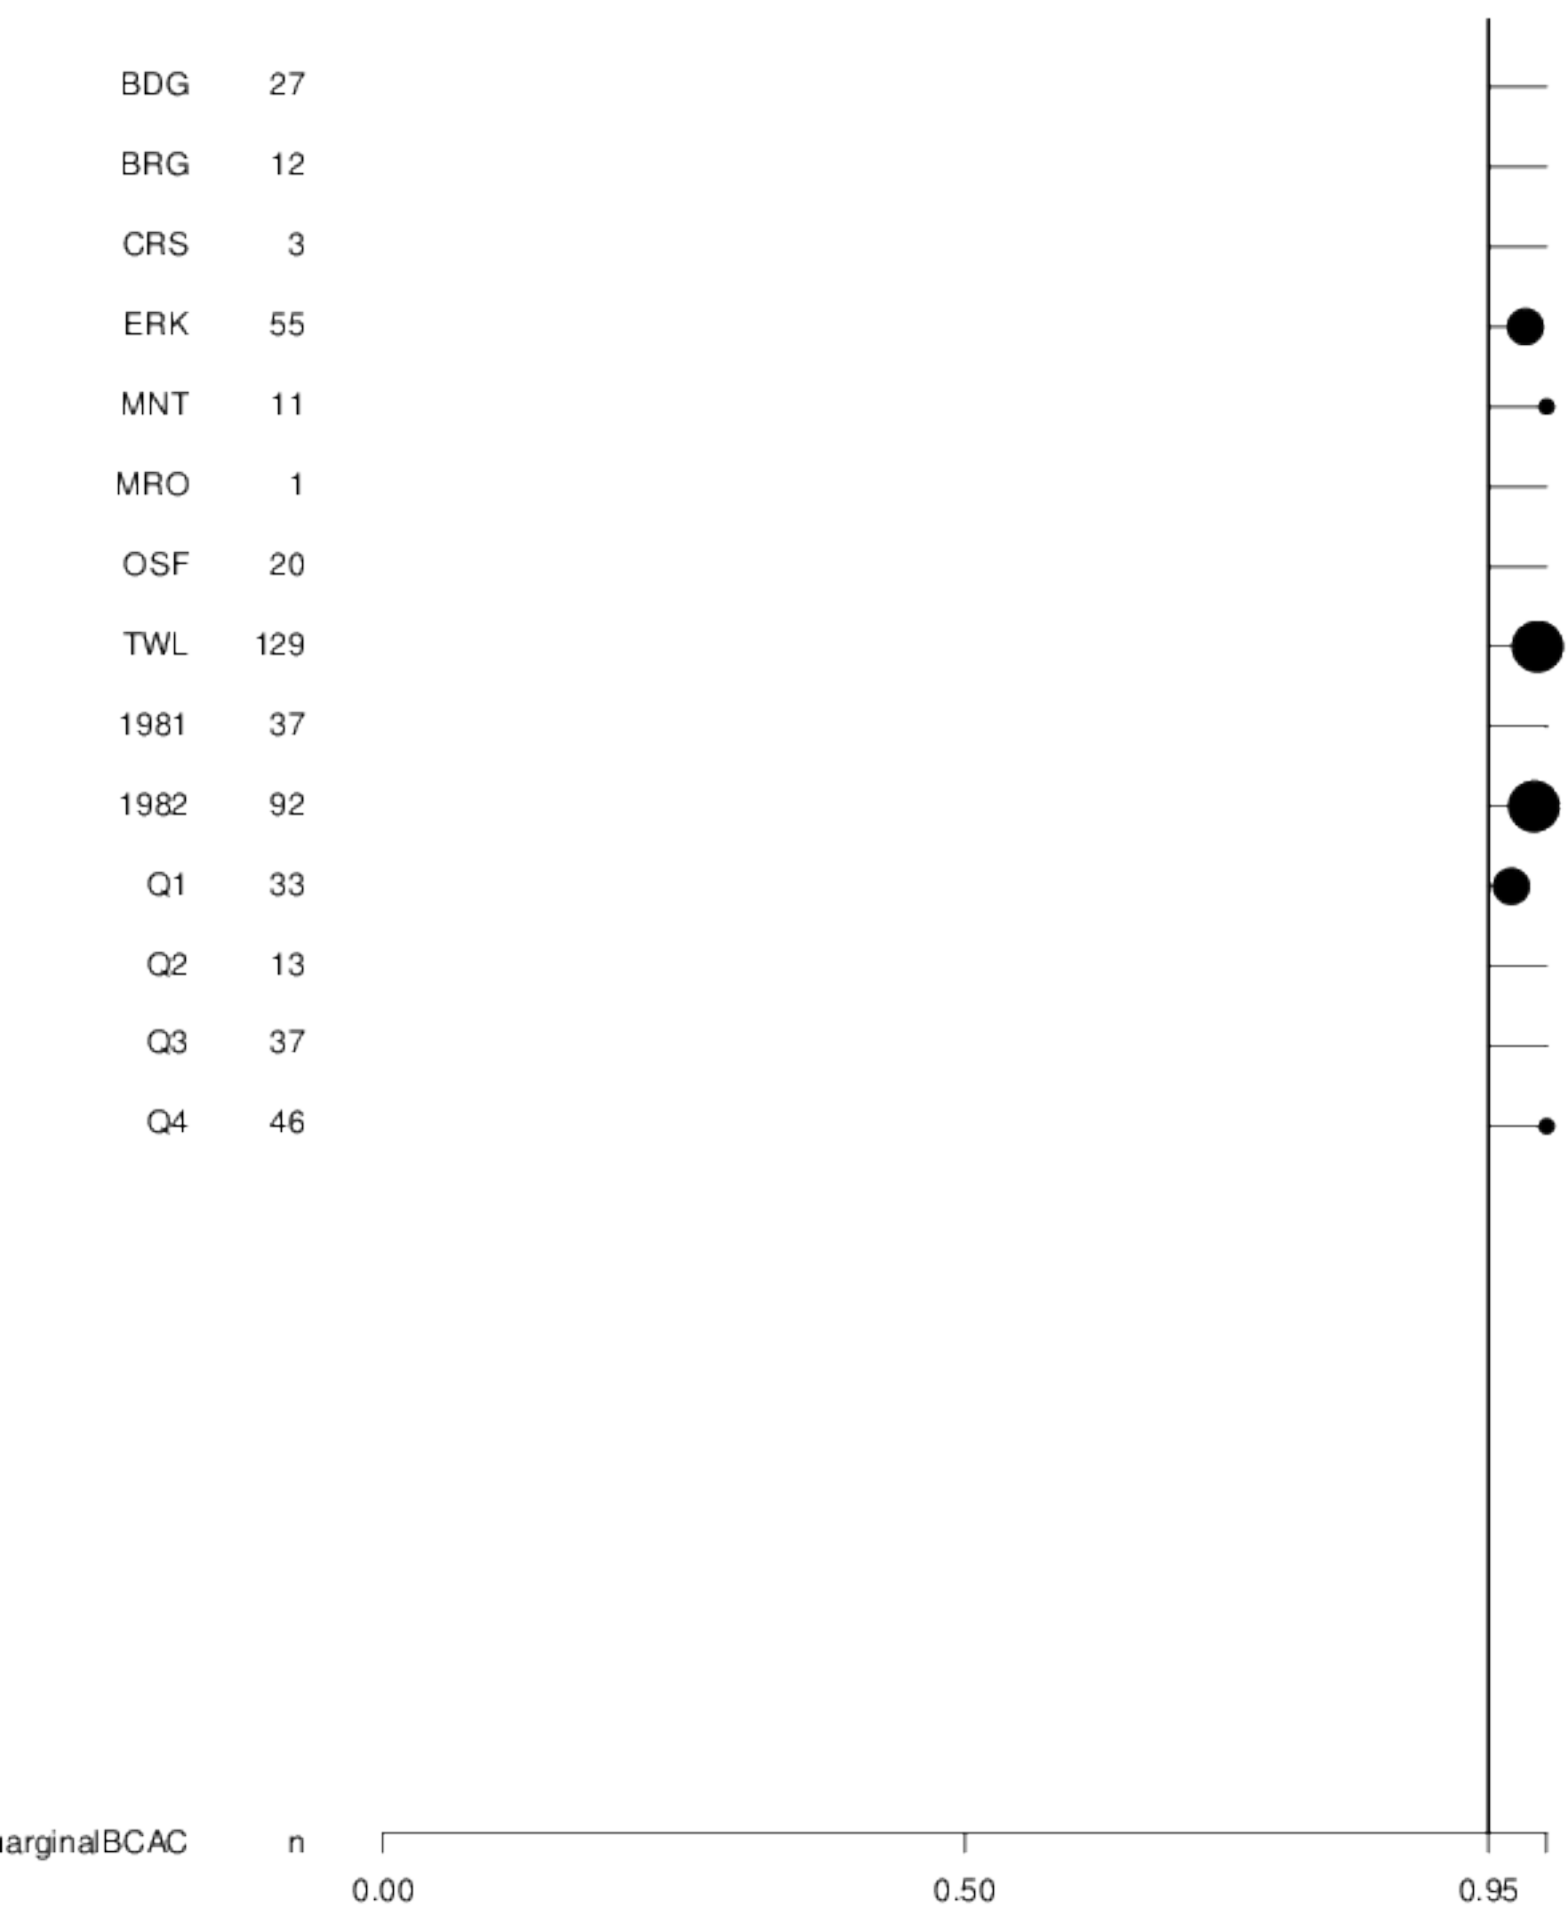 BDG 27
BRG 12
CRS 3
ERK 55
MNT 11
MRO 1
OSF 20
TWL 129
1981 37
1982 92
Q1 33
Q2 13
Q3 37
Q4 46
arginalBCAC n
0.00 0.50 0.95